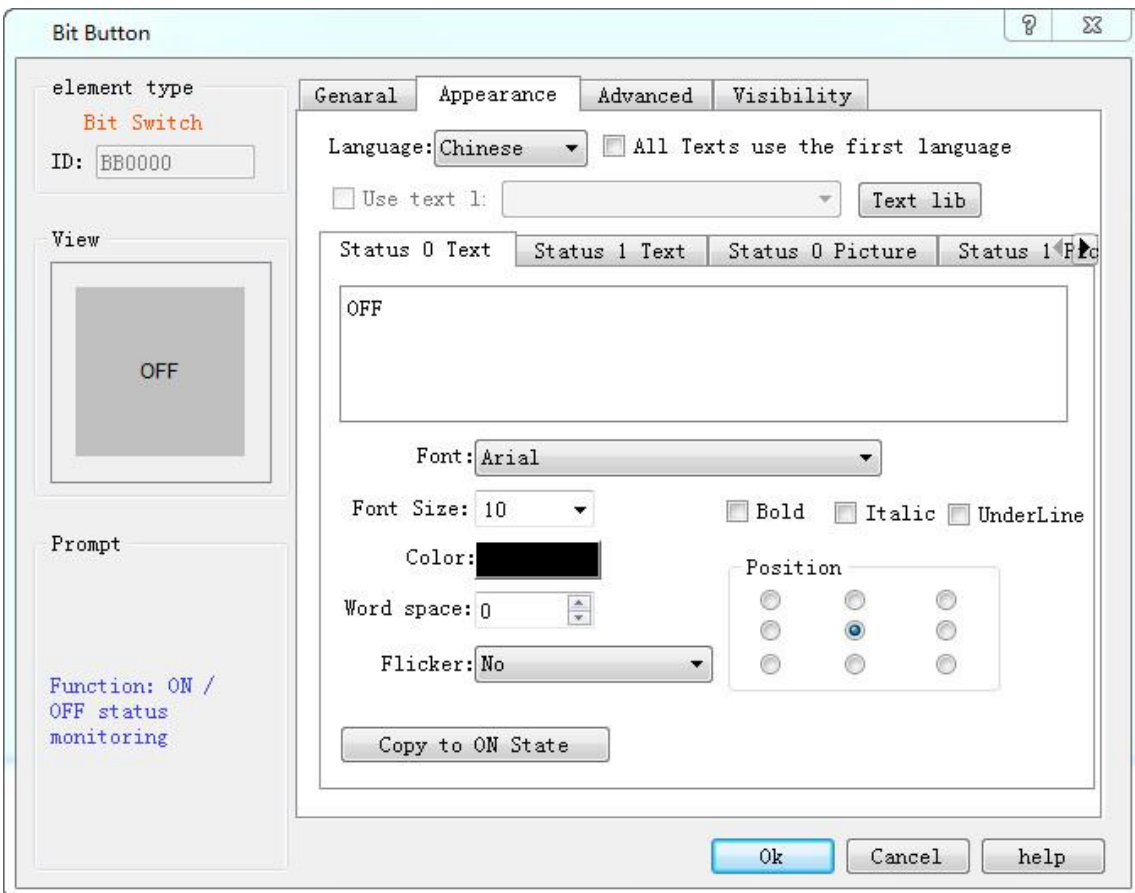 Bit Button
element type
Bit Switch
ID: BB0000
View
OFF
Prompt
Function: ON /
OFF status
monitoring
Genaral Appearance Advanced Visibility
Language: Chinese All Texts use the first language
Use text l: Text lib
Status 0 Text Status 1 Text Status 0 Picture Status 1
OFF
Font: Arial
Font Size: 10 Bold Italic UnderLine
Color:
Position
Word space: 0
Flicker: No
Copy to ON State
Ok Cancel help